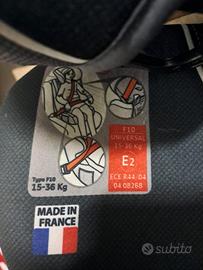 Type F10
15-36 Kg
F10
UNIVERSAL
15-36 Kg
E2
ECE R44/04
04 08268
MADE IN
FRANCE
subito